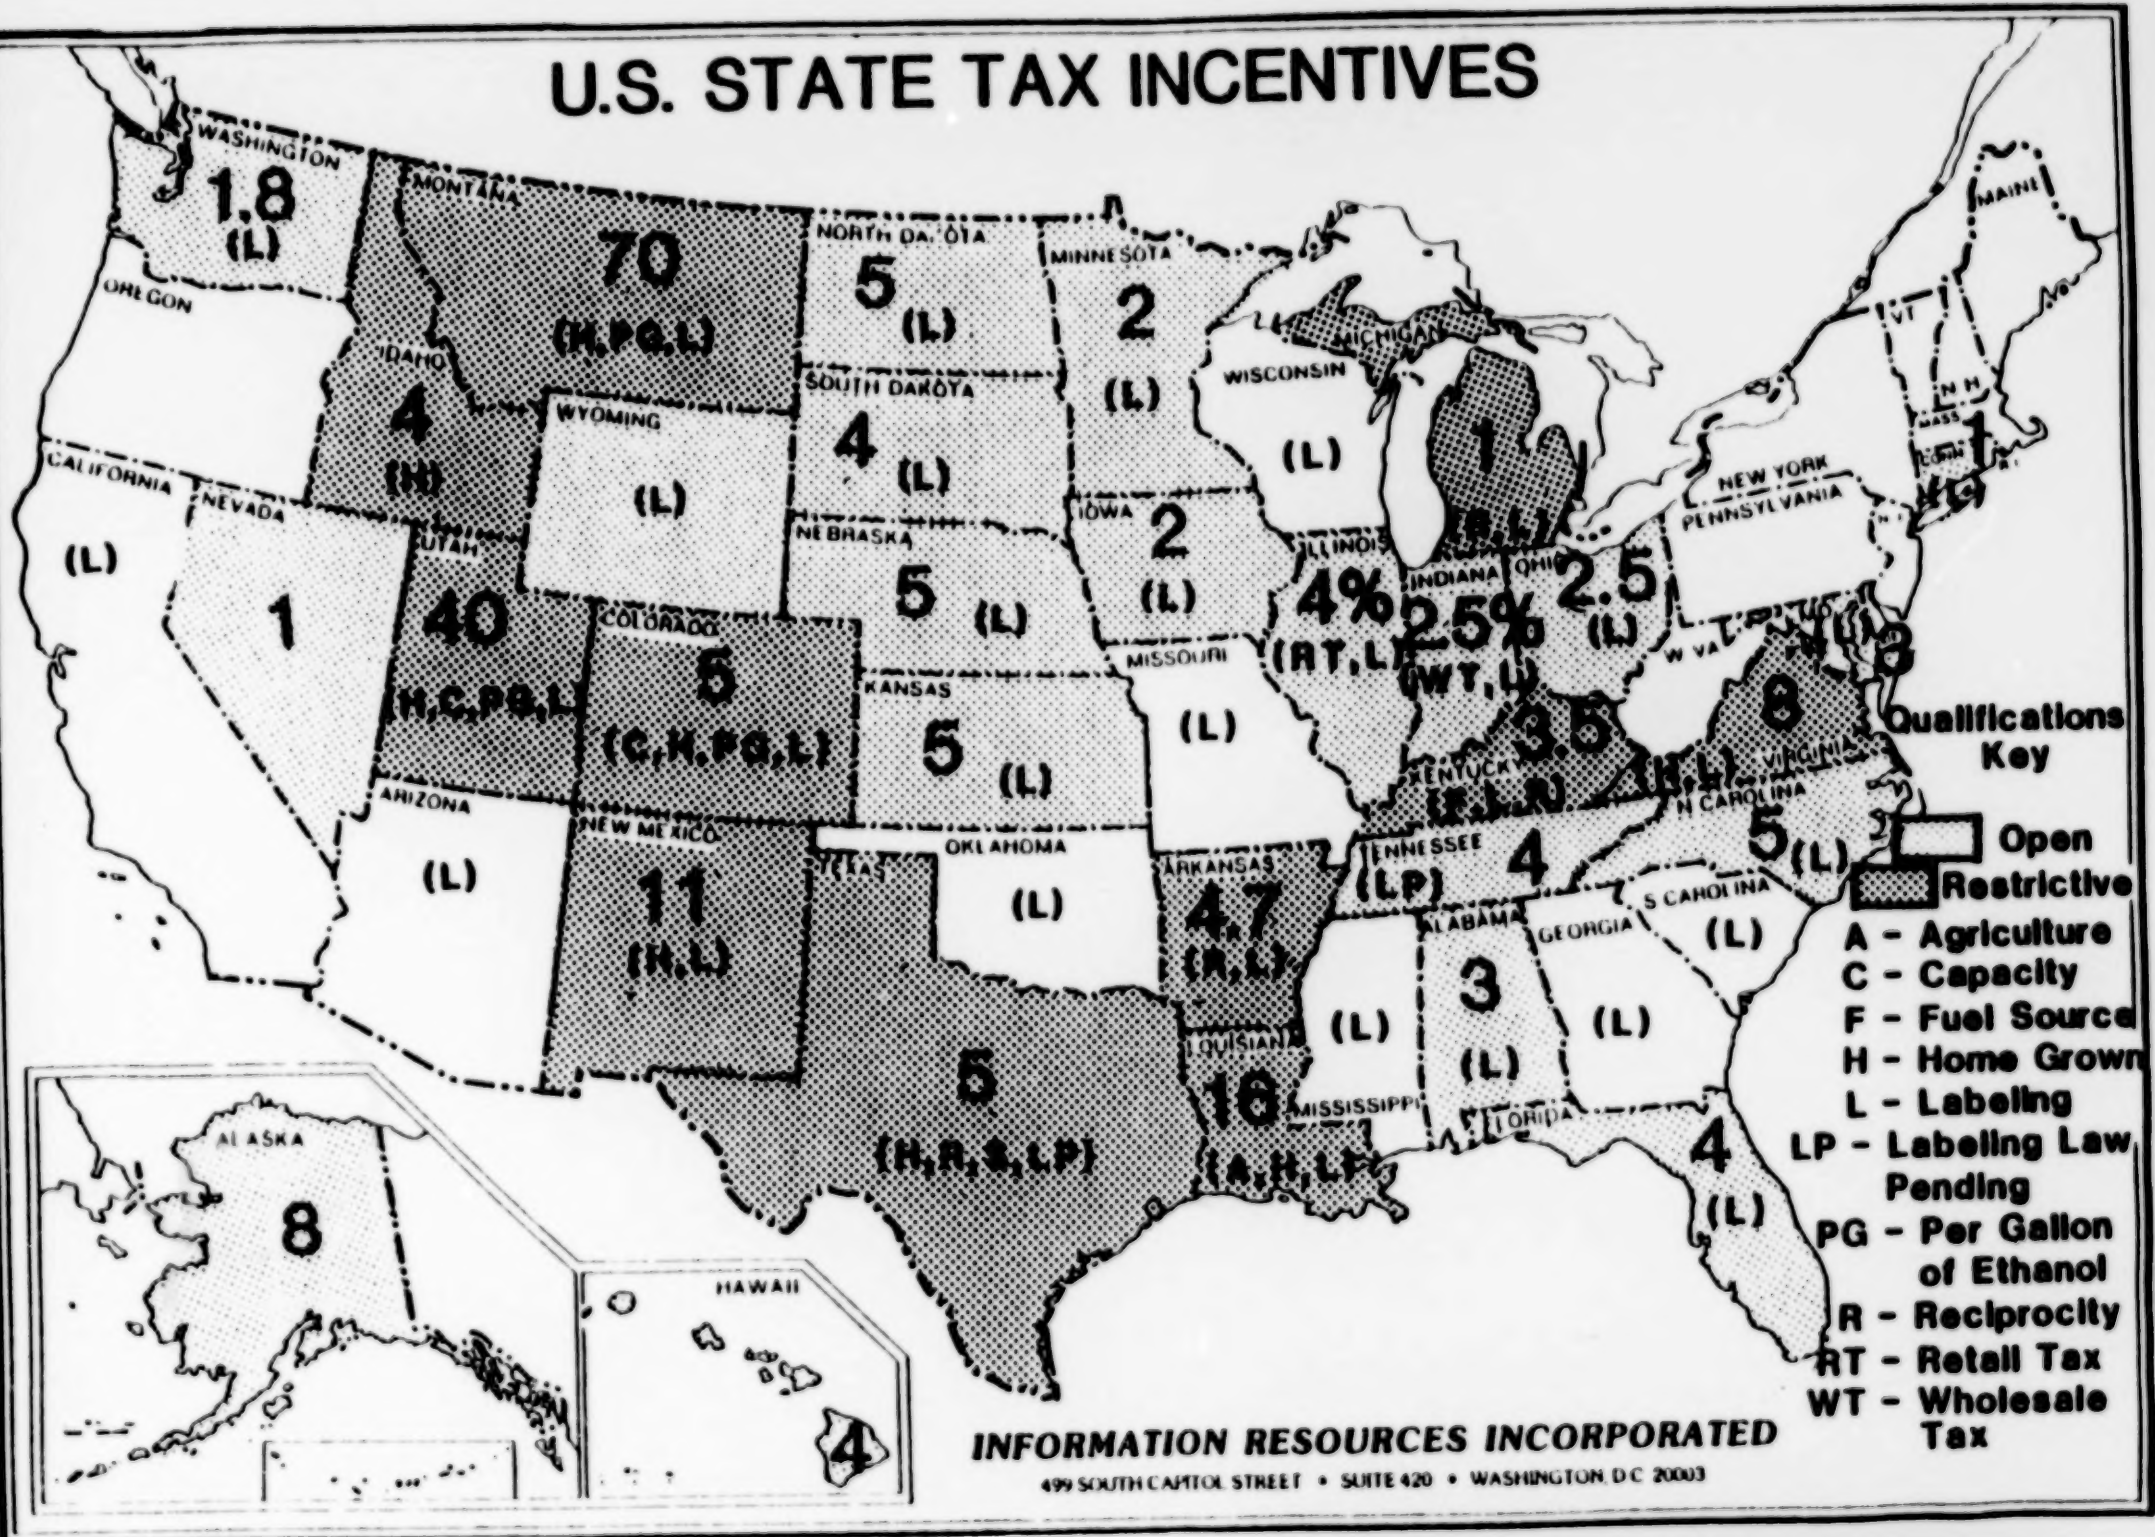 U.S. STATE TAX INCENTIVES
WASHINGTON
1.8
(L)
OREGON
CALIFORNIA
(L)
NEVADA
1
IDAHO
4
(H)
MONTANA
70
(H,PG,L)
WYOMING
(L)
UTAH
40
(H,C,PG,L)
COLORADO
5
(C,H,PG,L)
ARIZONA
(L)
NEW MEXICO
11
(H,L)
NORTH DAKOTA
5
(L)
SOUTH DAKOTA
4
(L)
NEBRASKA
5
(L)
KANSAS
5
(L)
OKLAHOMA
(L)
TEXAS
5
(H,R,S,LP)
MINNESOTA
2
(L)
IOWA
2
(L)
MISSOURI
(L)
ARKANSAS
4.7
(R,L)
LOUISIANA
16
(A,H,L)
WISCONSIN
(L)
MICHIGAN
1
ILLINOIS
4%
(RT,L)
INDIANA
2.5%
(WT,L)
OHIO
2.5
(L)
KENTUCKY
3.5
TENNESSEE
4
(LP)
(L)
MISSISSIPPI
ALABAMA
3
(L)
GEORGIA
(L)
FLORIDA
4
(L)
S CAROLINA
(L)
N CAROLINA
5
(L)
VIRGINIA
8
(H,L)
W VA
(L)
3
PENNSYLVANIA
NEW YORK
N J
VT
N H
MASS
CONN
1
R I
(L)
MAINE
ALASKA
8
HAWAII
4
Qualifications
Key
Open
Restrictive
A - Agriculture
C - Capacity
F - Fuel Source
H - Home Grown
L - Labeling
LP - Labeling Law
Pending
PG - Per Gallon
of Ethanol
R - Reciprocity
RT - Retail Tax
WT - Wholesale
Tax
INFORMATION RESOURCES INCORPORATED
499 SOUTH CAPITOL STREET • SUITE 420 • WASHINGTON, D C 20003